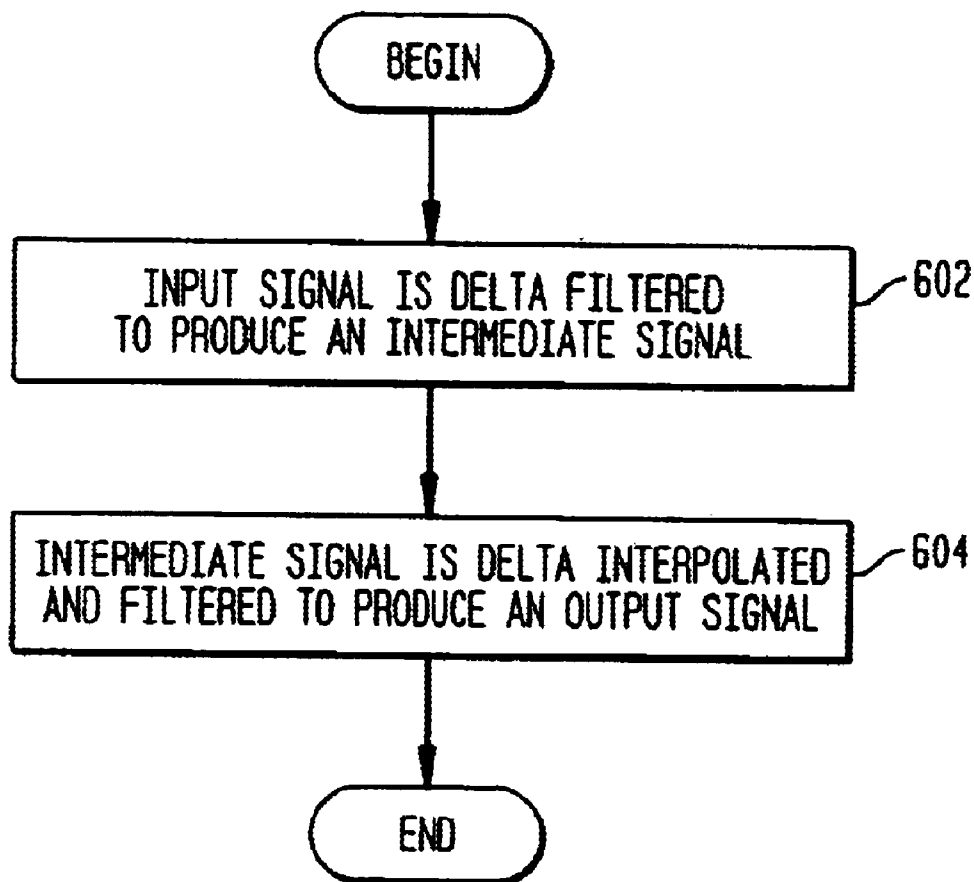 BEGIN
INPUT SIGNAL IS DELTA FILTERED
TO PRODUCE AN INTERMEDIATE SIGNAL
602
INTERMEDIATE SIGNAL IS DELTA INTERPOLATED
AND FILTERED TO PRODUCE AN OUTPUT SIGNAL
604
END